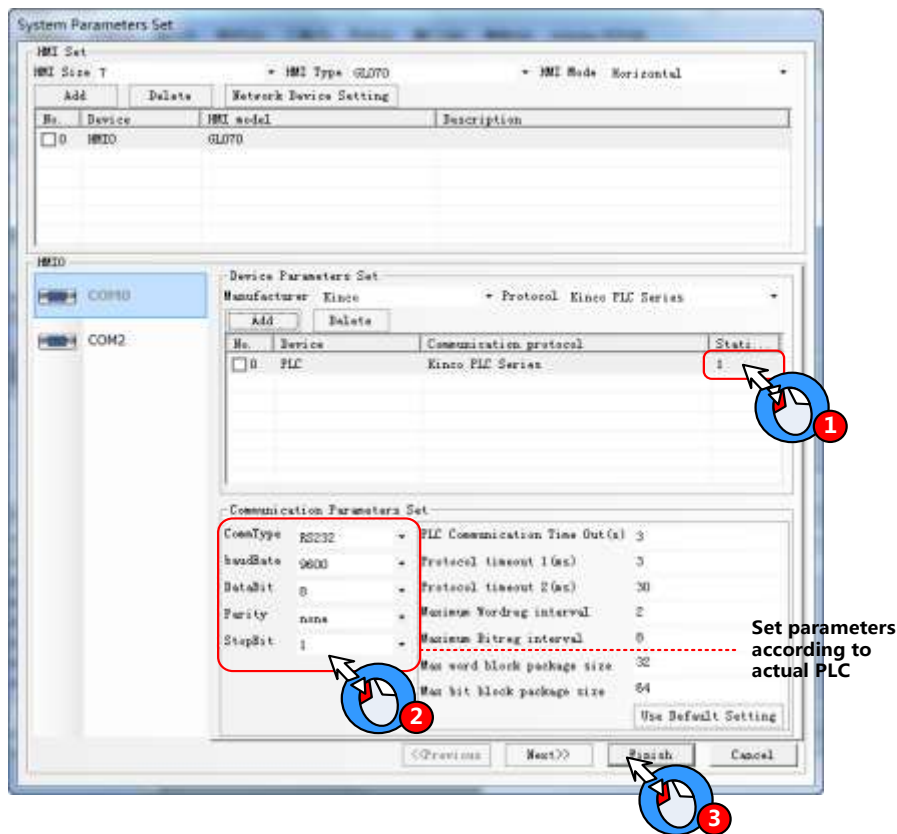 System Parameters Set
HMI Set
HMI Size 7 HMI Type GL070 HMI Mode Horizontal
Add Delete Network Device Setting
No. Device HMI model Description
0 HMI0 GL070
HMI0
COM0
COM2
Device Parameters Set
Manufacturer Kinco Protocol Kinco PLC Series
Add Delete
No. Device Communication protocol Stati...
0 PLC Kinco PLC Series 1
1
Communication Parameters Set
CommType RS232 PLC Communication Time Out(s) 3
baudRate 9600 Protocol timeout 1(ms) 3
DataBit 8 Protocol timeout 2(ms) 30
Parity none Maximum Wordreg interval 2
StopBit 1 Maximum Bitreg interval 8
Max word block package size 32
Max bit block package size 64
Use Default Setting
Set parameters
according to
actual PLC
2
<<Previous Next>> Finish Cancel
3